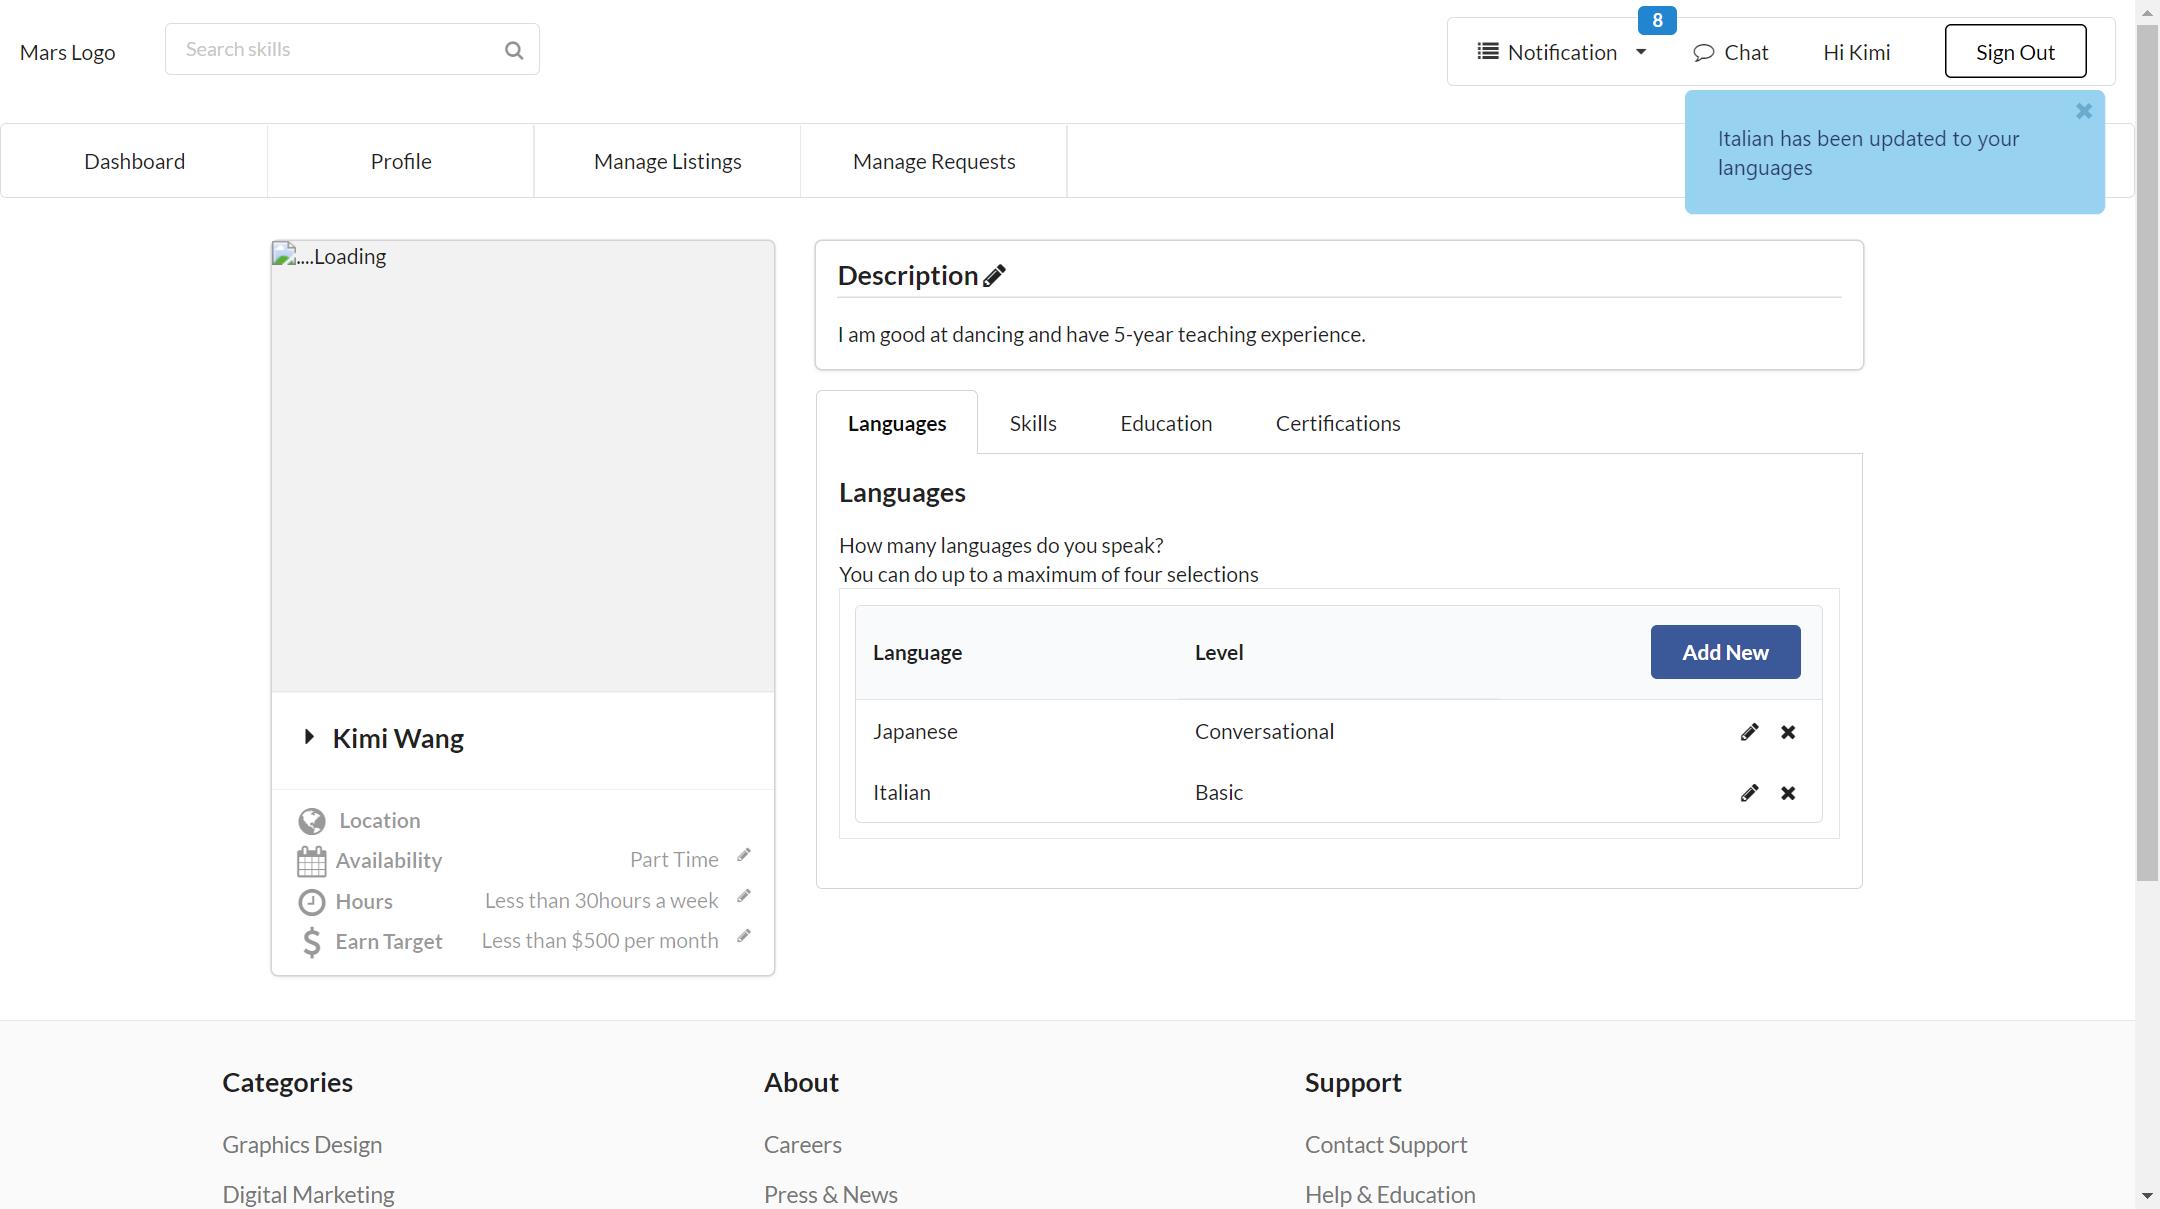 Mars Logo
Search skills
8
Notification
Chat
Hi Kimi
Sign Out
Italian has been updated to your
languages
Dashboard
Profile
Manage Listings
Manage Requests
....Loading
Description
I am good at dancing and have 5-year teaching experience.
Languages
Skills
Education
Certifications
Languages
How many languages do you speak?
You can do up to a maximum of four selections
Language
Level
Add New
Japanese
Conversational
Italian
Basic
Kimi Wang
Location
Availability
Part Time
Hours
Less than 30hours a week
Earn Target
Less than $500 per month
Categories
About
Support
Graphics Design
Careers
Contact Support
Digital Marketing
Press & News
Help & Education